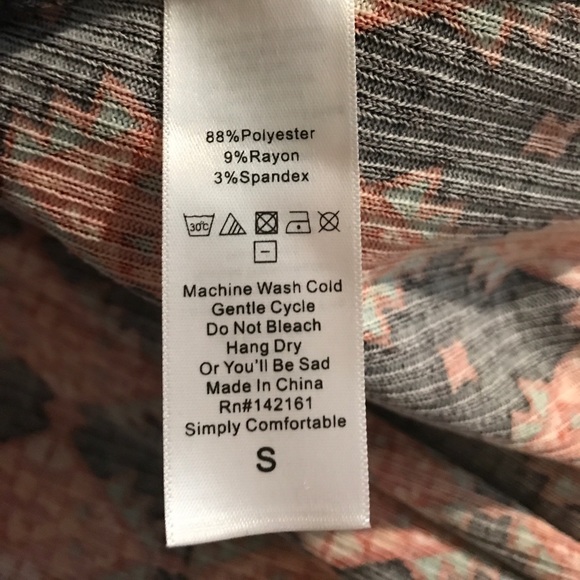 88%Polyester
9%Rayon
3%Spandex
30°C
Machine Wash Cold
Gentle Cycle
Do Not Bleach
Hang Dry
Or You'll Be Sad
Made In China
Rn#142161
Simply Comfortable
S